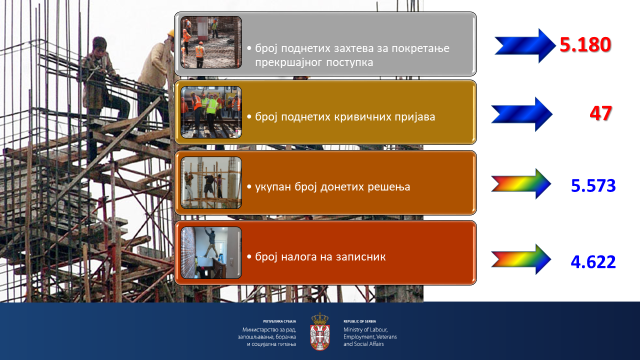 • број поднетих захтева за покретање
прекршајног поступка
5.180
• број поднетих кривичних пријава
47
• укупан број донетих решења
5.573
• број налога на записник
4.622
РЕПУБЛИКА СРБИЈА
Министарство за рад,
запошљавање, борачка
и социјална питања
REPUBLIC OF SERBIA
Ministry of Labour,
Employment, Veterans
and Social Affairs